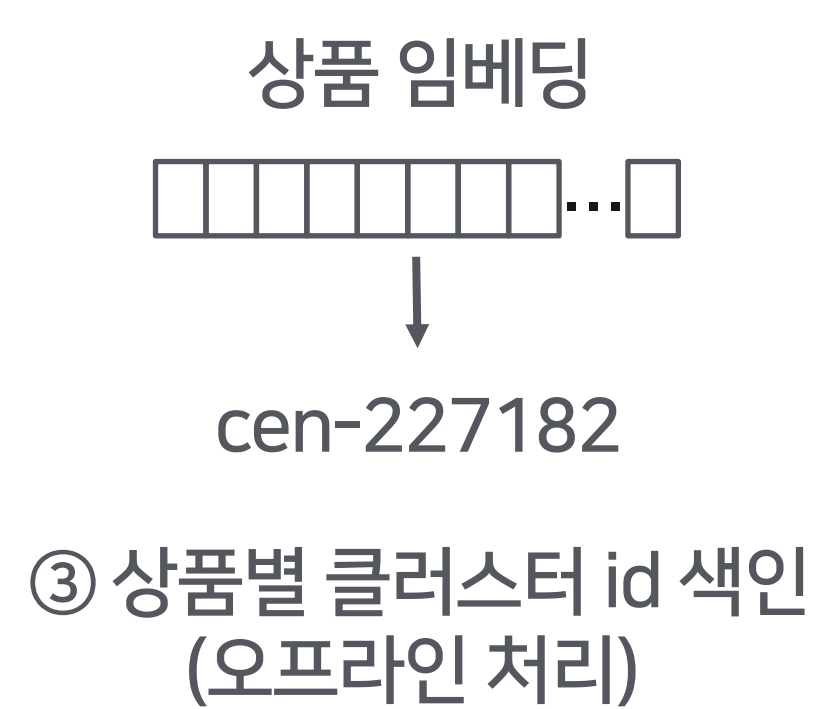 상품 임베딩
...
cen-227182
③ 상품별 클러스터 id 색인
(오프라인 처리)